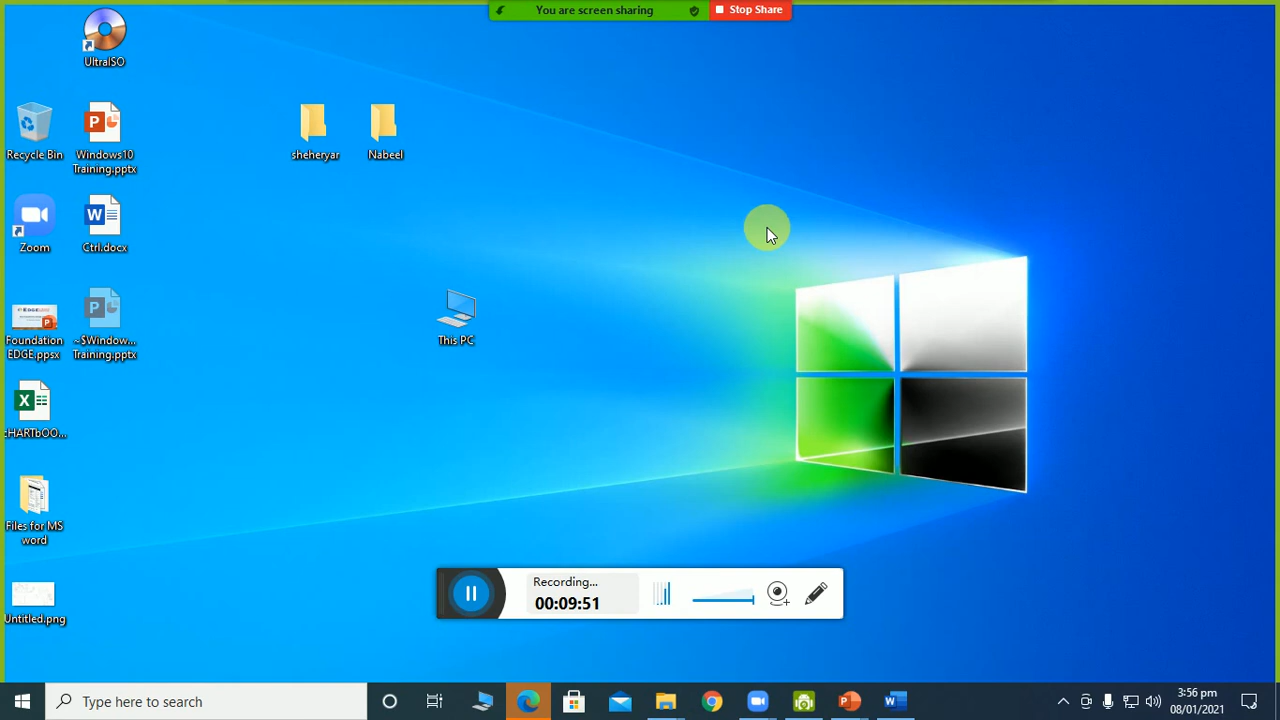 You are screen sharing
Stop Share
UltraISO
Recycle Bin
Windows10
Training.pptx
sheheryar
Nabeel
Zoom
Ctrl.docx
Foundation
EDGE.ppsx
~$Window...
Training.pptx
This PC
cHARTbOO...
Files for MS
word
Untitled.png
Recording...
00:09:51
Type here to search
3:56 pm
08/01/2021